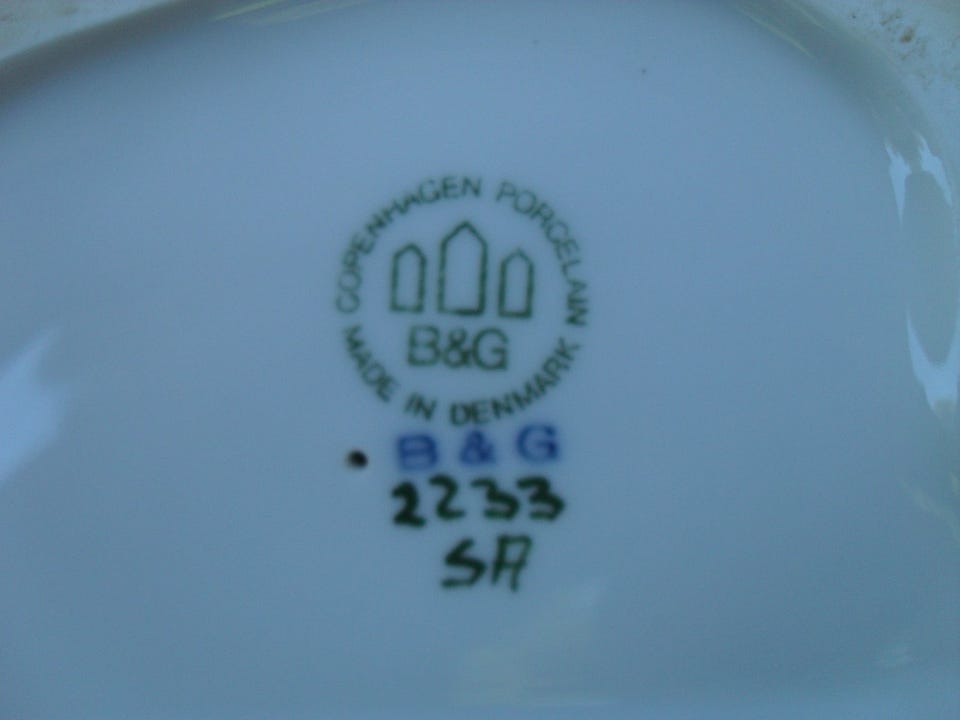 COPENHAGEN PORCELAIN
B&G
MADE IN DENMARK
B & G
2233
SA